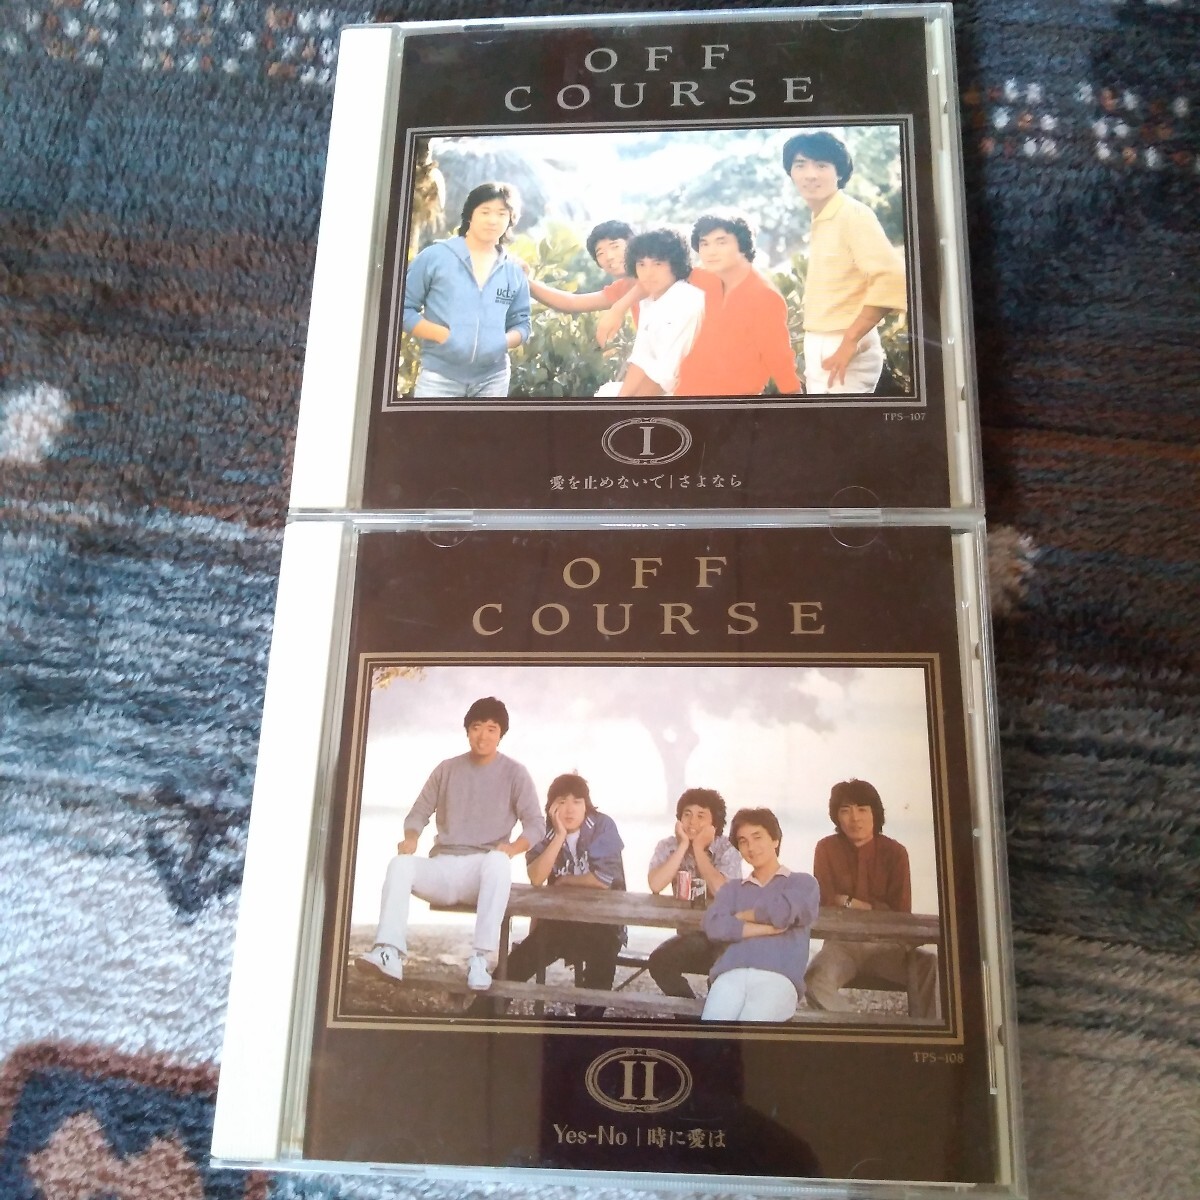 OFF
COURSE
UCLA
TPS-107
I
愛を止めないで | さよなら
OFF
COURSE
TPS-108
II
Yes-No | 時に愛は